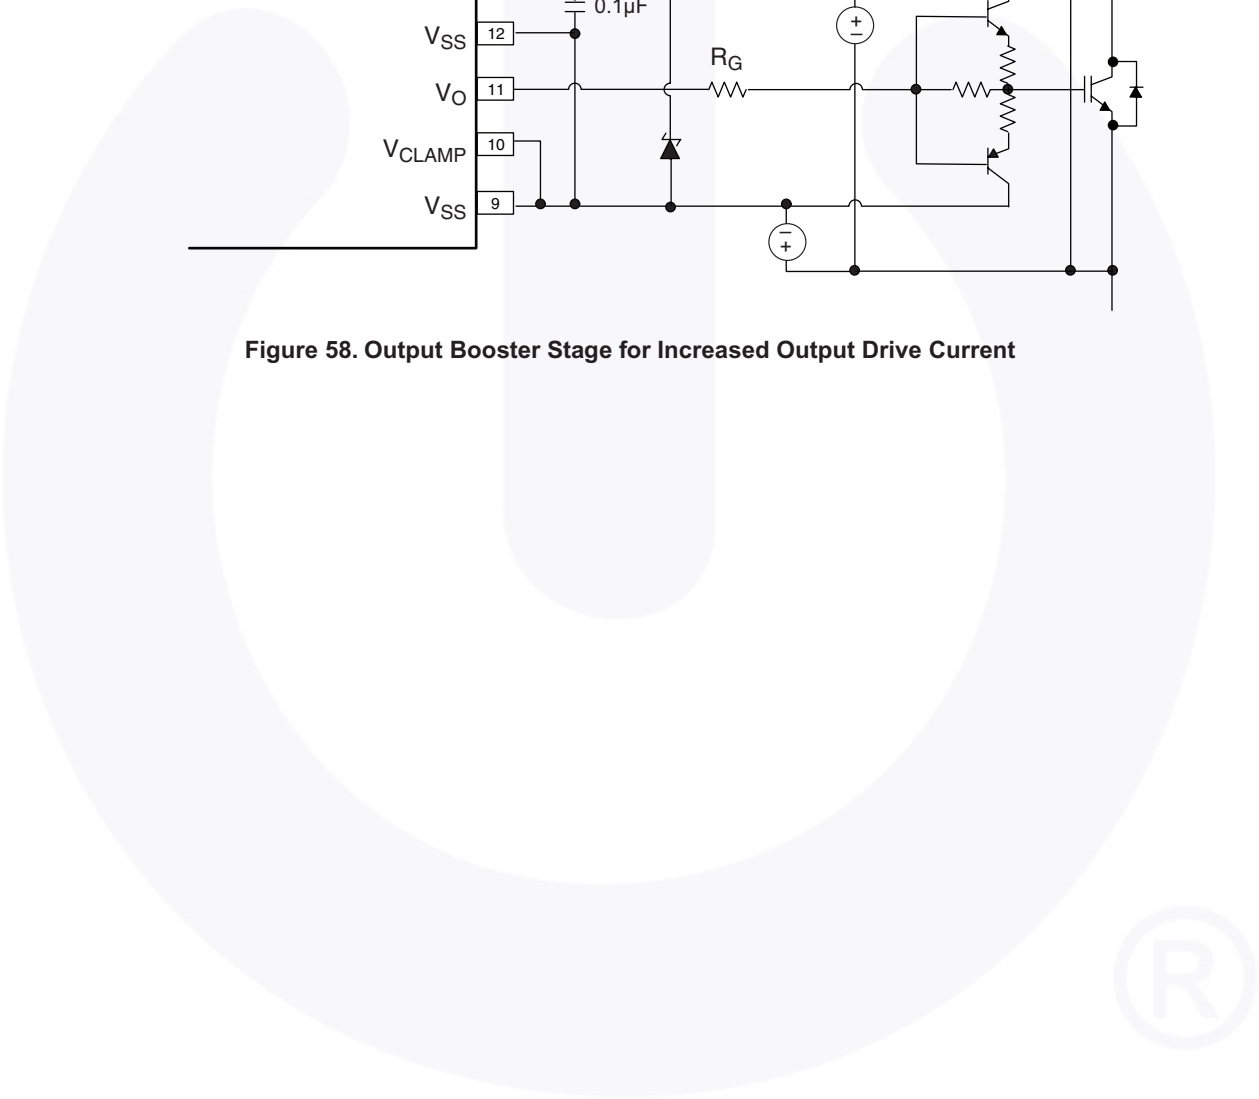 0.1µF
VSS 12
RG
VO 11
VCLAMP 10
VSS 9
+
−
−
+
Figure 58. Output Booster Stage for Increased Output Drive Current
®